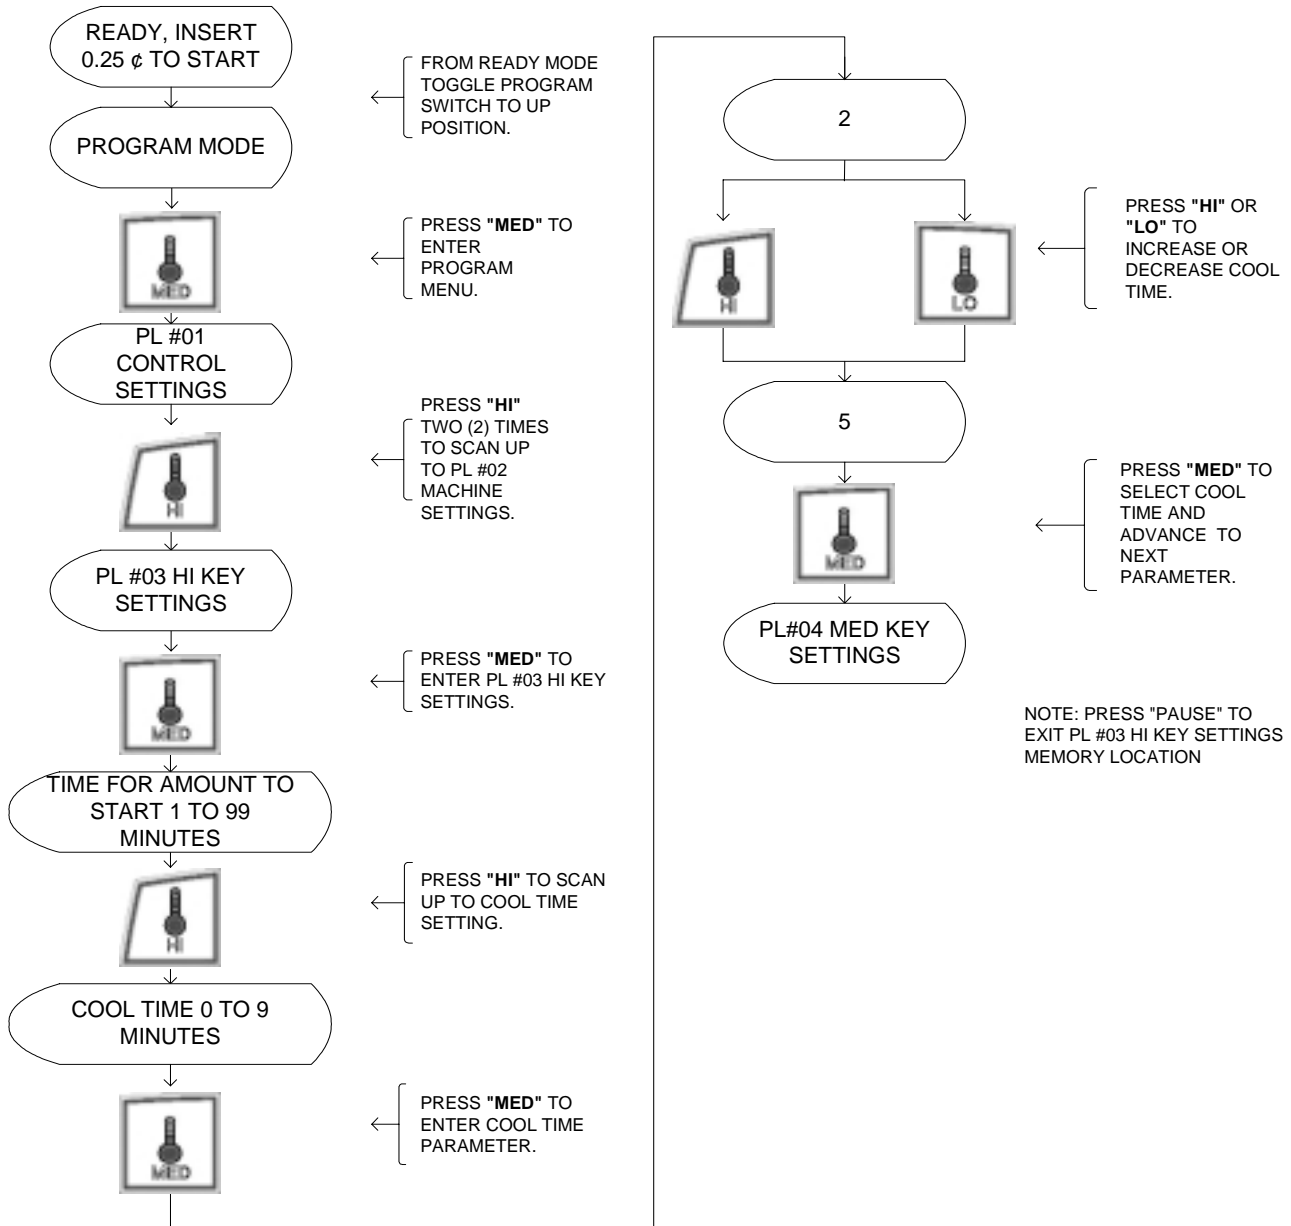 READY, INSERT
0.25 ¢ TO START
FROM READY MODE
TOGGLE PROGRAM
SWITCH TO UP
POSITION.
PROGRAM MODE
PRESS "MED" TO
ENTER
PROGRAM
MENU.
MED
PL #01
CONTROL
SETTINGS
PRESS "HI"
TWO (2) TIMES
TO SCAN UP
TO PL #02
MACHINE
SETTINGS.
HI
PL #03 HI KEY
SETTINGS
PRESS "MED" TO
ENTER PL #03 HI KEY
SETTINGS.
MED
TIME FOR AMOUNT TO
START 1 TO 99
MINUTES
PRESS "HI" TO SCAN
UP TO COOL TIME
SETTING.
HI
COOL TIME 0 TO 9
MINUTES
PRESS "MED" TO
ENTER COOL TIME
PARAMETER.
MED
2
PRESS "HI" OR
"LO" TO
INCREASE OR
DECREASE COOL
TIME.
HI
LO
5
PRESS "MED" TO
SELECT COOL
TIME AND
ADVANCE TO
NEXT
PARAMETER.
MED
PL#04 MED KEY
SETTINGS
NOTE: PRESS "PAUSE" TO
EXIT PL #03 HI KEY SETTINGS
MEMORY LOCATION